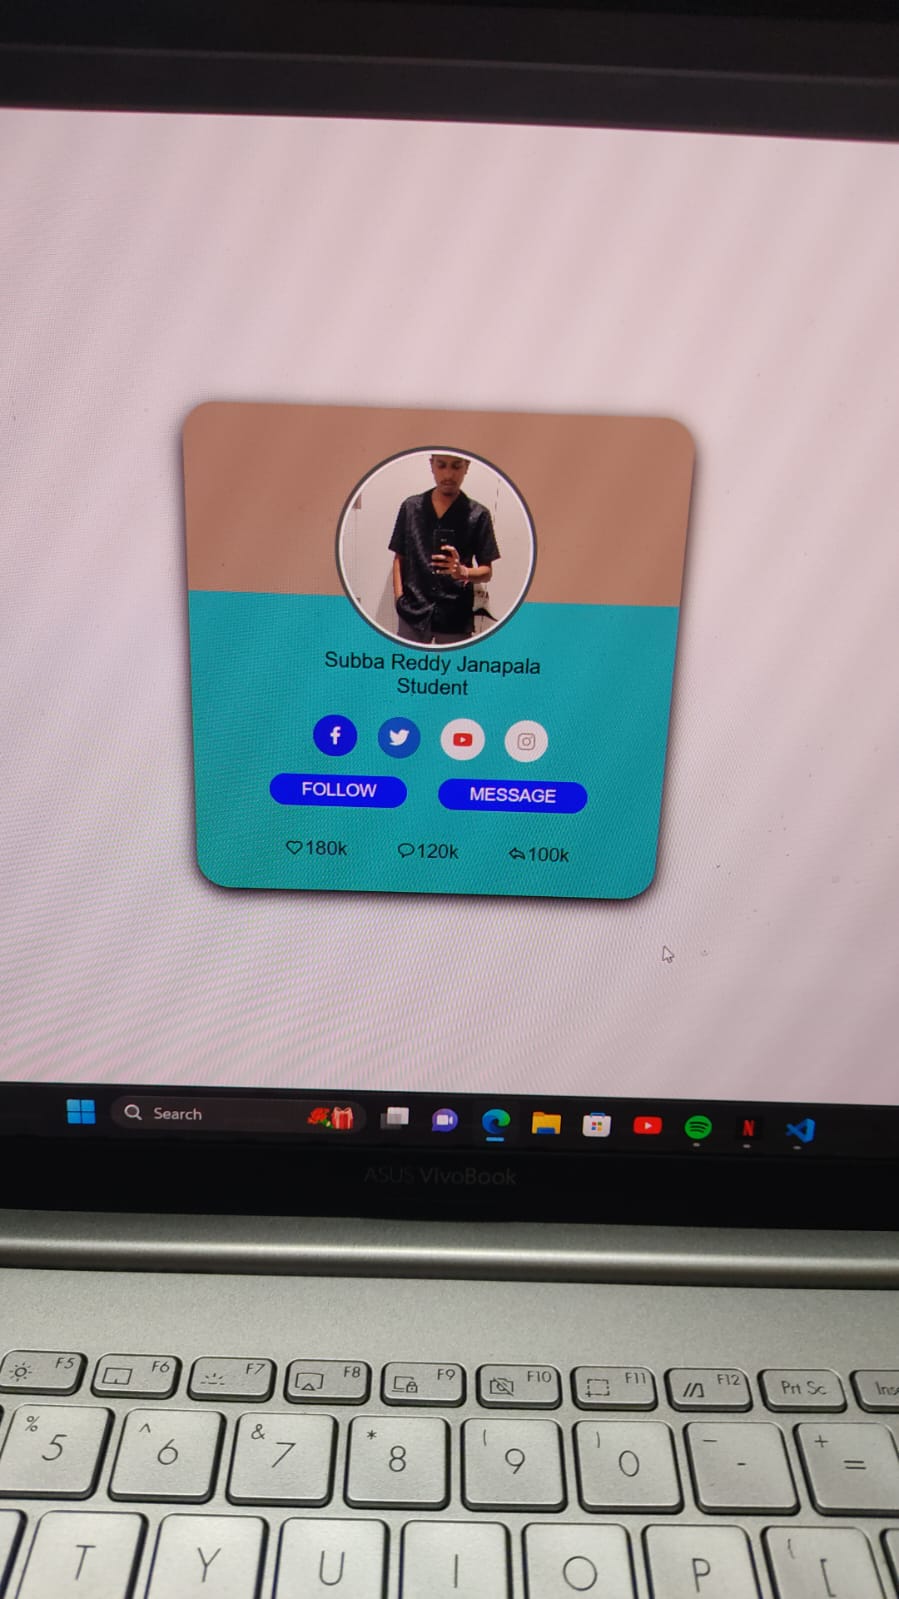 Subba Reddy Janapala
Student
FOLLOW MESSAGE
180k 120k 100k
Search
N
ASUS VivoBook
F5 F6 F7 F8 F9 F10 F11 F12 Prt Sc
% ^ & * ( ) - +
5 6 7 8 9 0 - =
T Y U I O P { [